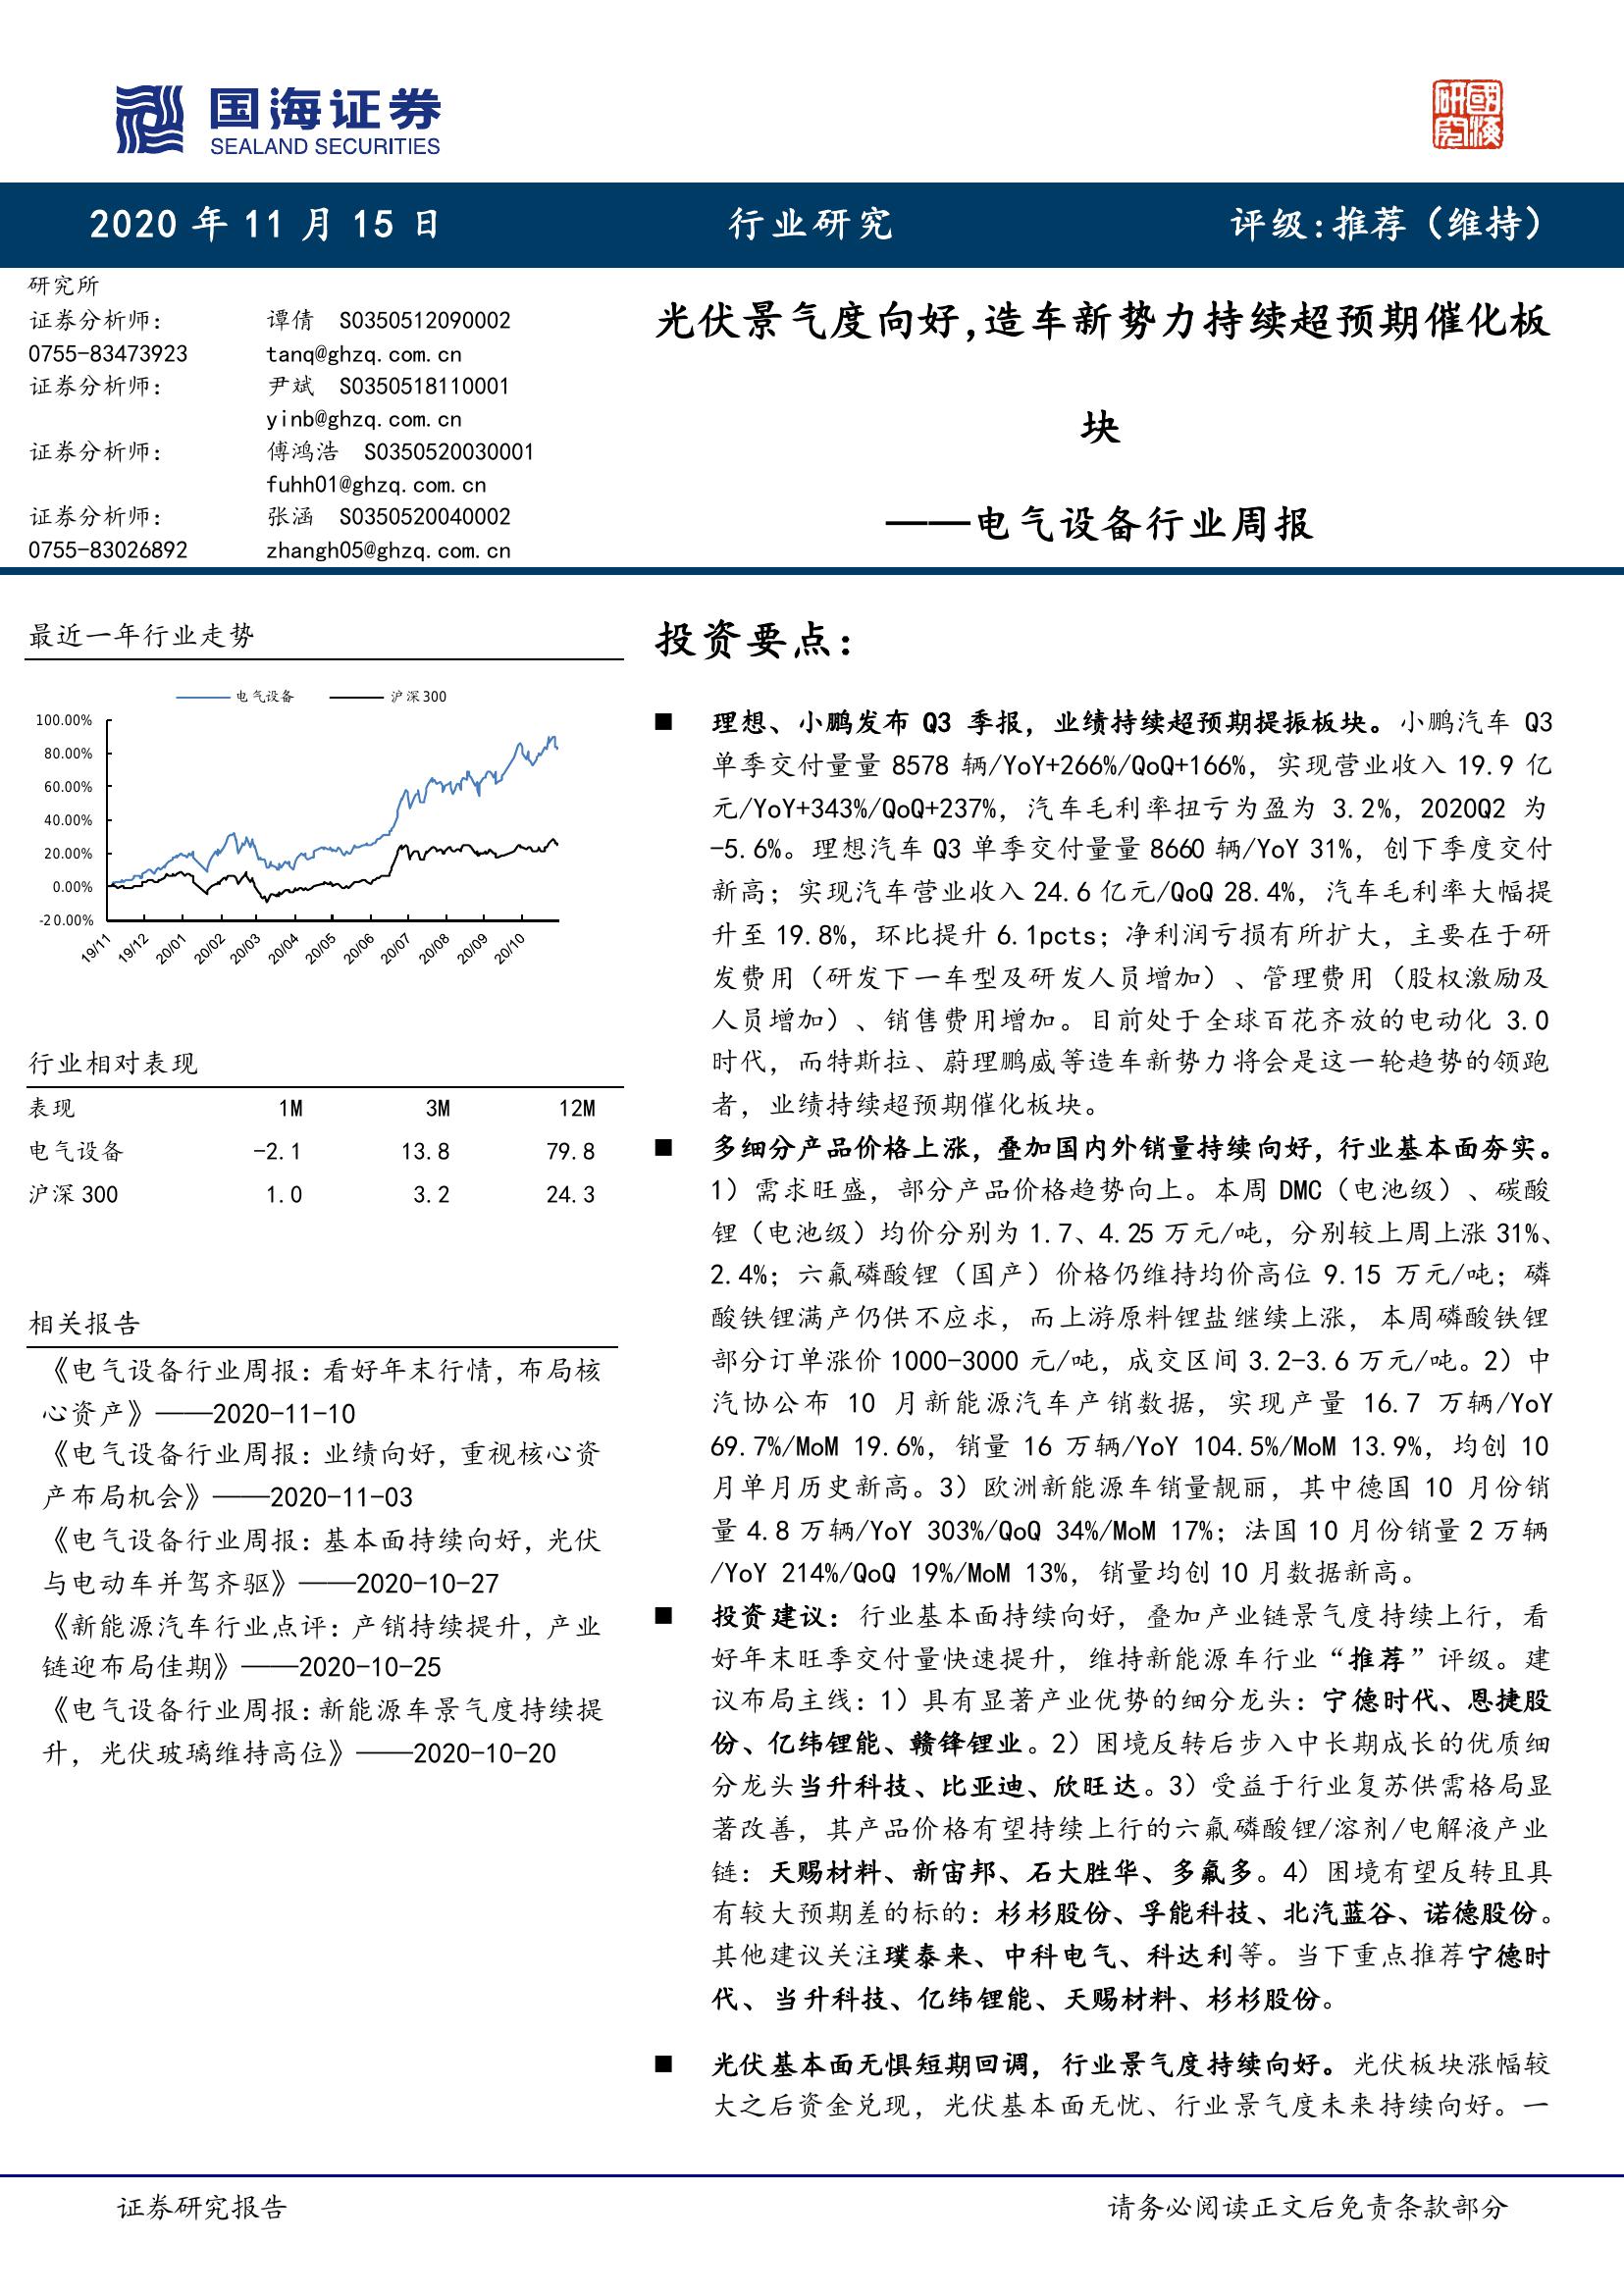 国海证券
SEALAND SECURITIES
國海研究
2020 年 11 月 15 日
行业研究
评级:推荐（维持）
研究所
证券分析师： 谭倩 S0350512090002
0755-83473923 tanq@ghzq.com.cn
证券分析师： 尹斌 S0350518110001
yinb@ghzq.com.cn
证券分析师： 傅鸿浩 S0350520030001
fuhh01@ghzq.com.cn
证券分析师： 张涵 S0350520040002
0755-83026892 zhangh05@ghzq.com.cn
光伏景气度向好,造车新势力持续超预期催化板
块
——电气设备行业周报
最近一年行业走势
电气设备 沪深300
100.00%
80.00%
60.00%
40.00%
20.00%
0.00%
-20.00%
19/11 19/12 20/01 20/02 20/03 20/04 20/05 20/06 20/07 20/08 20/09 20/10
行业相对表现
表现 1M 3M 12M
电气设备 -2.1 13.8 79.8
沪深 300 1.0 3.2 24.3
相关报告
《电气设备行业周报：看好年末行情，布局核
心资产》——2020-11-10
《电气设备行业周报：业绩向好，重视核心资
产布局机会》——2020-11-03
《电气设备行业周报：基本面持续向好，光伏
与电动车并驾齐驱》——2020-10-27
《新能源汽车行业点评：产销持续提升，产业
链迎布局佳期》——2020-10-25
《电气设备行业周报：新能源车景气度持续提
升，光伏玻璃维持高位》——2020-10-20
投资要点：
■ 理想、小鹏发布 Q3 季报，业绩持续超预期提振板块。小鹏汽车 Q3
单季交付量量 8578 辆/YoY+266%/QoQ+166%，实现营业收入 19.9 亿
元/YoY+343%/QoQ+237%，汽车毛利率扭亏为盈为 3.2%，2020Q2 为
-5.6%。理想汽车 Q3 单季交付量量 8660 辆/YoY 31%，创下季度交付
新高；实现汽车营业收入 24.6 亿元/QoQ 28.4%，汽车毛利率大幅提
升至 19.8%，环比提升 6.1pcts；净利润亏损有所扩大，主要在于研
发费用（研发下一车型及研发人员增加）、管理费用（股权激励及
人员增加）、销售费用增加。目前处于全球百花齐放的电动化 3.0
时代，而特斯拉、蔚理鹏威等造车新势力将会是这一轮趋势的领跑
者，业绩持续超预期催化板块。
■ 多细分产品价格上涨，叠加国内外销量持续向好，行业基本面夯实。
1）需求旺盛，部分产品价格趋势向上。本周 DMC（电池级）、碳酸
锂（电池级）均价分别为 1.7、4.25 万元/吨，分别较上周上涨 31%、
2.4%；六氟磷酸锂（国产）价格仍维持均价高位 9.15 万元/吨；磷
酸铁锂满产仍供不应求，而上游原料锂盐继续上涨，本周磷酸铁锂
部分订单涨价 1000-3000 元/吨，成交区间 3.2-3.6 万元/吨。2）中
汽协公布 10 月新能源汽车产销数据，实现产量 16.7 万辆/YoY
69.7%/MoM 19.6%，销量 16 万辆/YoY 104.5%/MoM 13.9%，均创 10
月单月历史新高。3）欧洲新能源车销量靓丽，其中德国 10 月份销
量 4.8 万辆/YoY 303%/QoQ 34%/MoM 17%；法国 10 月份销量 2 万辆
/YoY 214%/QoQ 19%/MoM 13%，销量均创 10 月数据新高。
■ 投资建议：行业基本面持续向好，叠加产业链景气度持续上行，看
好年末旺季交付量快速提升，维持新能源车行业“推荐”评级。建
议布局主线：1）具有显著产业优势的细分龙头：宁德时代、恩捷股
份、亿纬锂能、赣锋锂业。2）困境反转后步入中长期成长的优质细
分龙头当升科技、比亚迪、欣旺达。3）受益于行业复苏供需格局显
著改善，其产品价格有望持续上行的六氟磷酸锂/溶剂/电解液产业
链：天赐材料、新宙邦、石大胜华、多氟多。4）困境有望反转且具
有较大预期差的标的：杉杉股份、孚能科技、北汽蓝谷、诺德股份。
其他建议关注璞泰来、中科电气、科达利等。当下重点推荐宁德时
代、当升科技、亿纬锂能、天赐材料、杉杉股份。
■ 光伏基本面无惧短期回调，行业景气度持续向好。光伏板块涨幅较
大之后资金兑现，光伏基本面无忧、行业景气度未来持续向好。一
证券研究报告
请务必阅读正文后免责条款部分